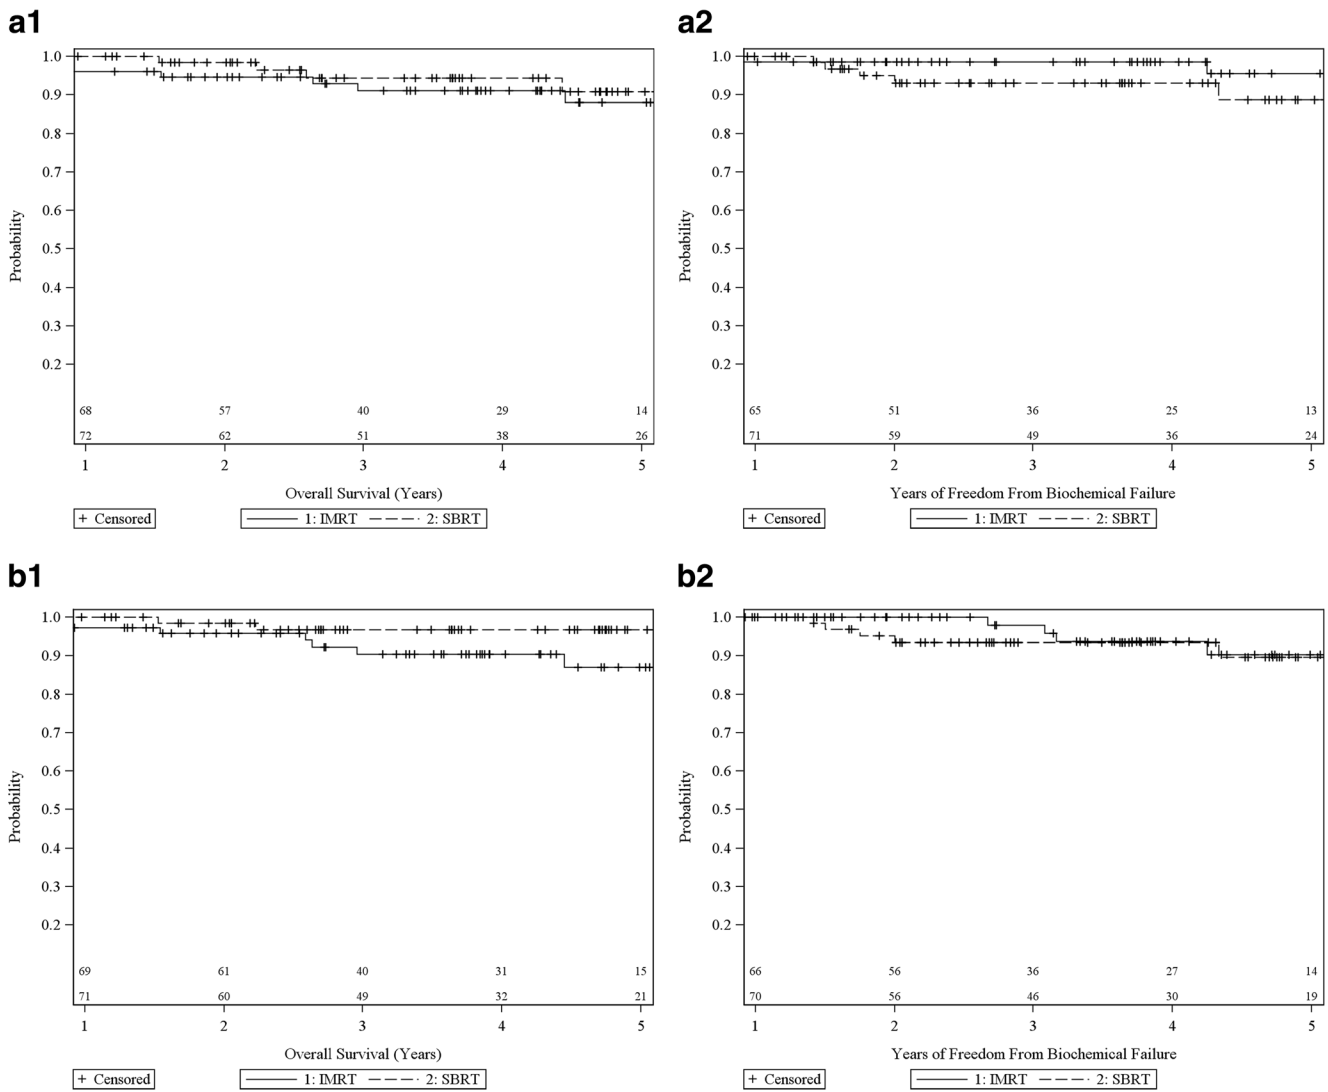 a1
1.0
0.9
0.8
0.7
0.6
0.5
0.4
0.3
0.2
Probability
68 57 40 29 14
72 62 51 38 26
1 2 3 4 5
Overall Survival (Years)
+ Censored 1: IMRT 2: SBRT
a2
1.0
0.9
0.8
0.7
0.6
0.5
0.4
0.3
0.2
Probability
65 51 36 25 13
71 59 49 36 24
1 2 3 4 5
Years of Freedom From Biochemical Failure
+ Censored 1: IMRT 2: SBRT
b1
1.0
0.9
0.8
0.7
0.6
0.5
0.4
0.3
0.2
Probability
69 61 40 31 15
71 60 49 32 21
1 2 3 4 5
Overall Survival (Years)
+ Censored 1: IMRT 2: SBRT
b2
1.0
0.9
0.8
0.7
0.6
0.5
0.4
0.3
0.2
Probability
66 56 36 27 14
70 56 46 30 19
1 2 3 4 5
Years of Freedom From Biochemical Failure
+ Censored 1: IMRT 2: SBRT